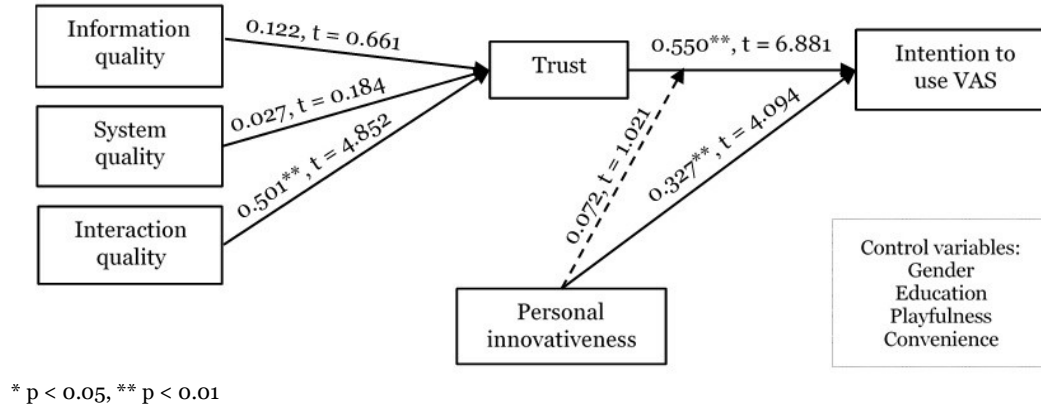 Information
quality
0.122, t = 0.661
Trust
0.550**, t = 6.881
Intention to
use VAS
System
quality
0.027, t = 0.184
Interaction
quality
0.501**, t = 4.852
0.072, t = 1.021
0.327**, t = 4.094
Personal
innovativeness
Control variables:
Gender
Education
Playfulness
Convenience
* p < 0.05, ** p < 0.01